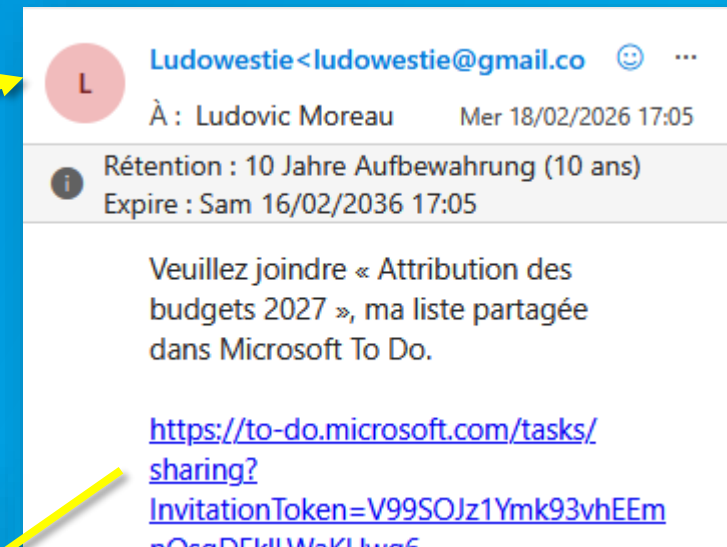 L
Ludowestie<ludowestie@gmail.co
À : Ludovic Moreau Mer 18/02/2026 17:05
Rétention : 10 Jahre Aufbewahrung (10 ans)
Expire : Sam 16/02/2036 17:05
Veuillez joindre « Attribution des
budgets 2027 », ma liste partagée
dans Microsoft To Do.
https://to-do.microsoft.com/tasks/
sharing?
InvitationToken=V99SOJz1Ymk93vhEEm